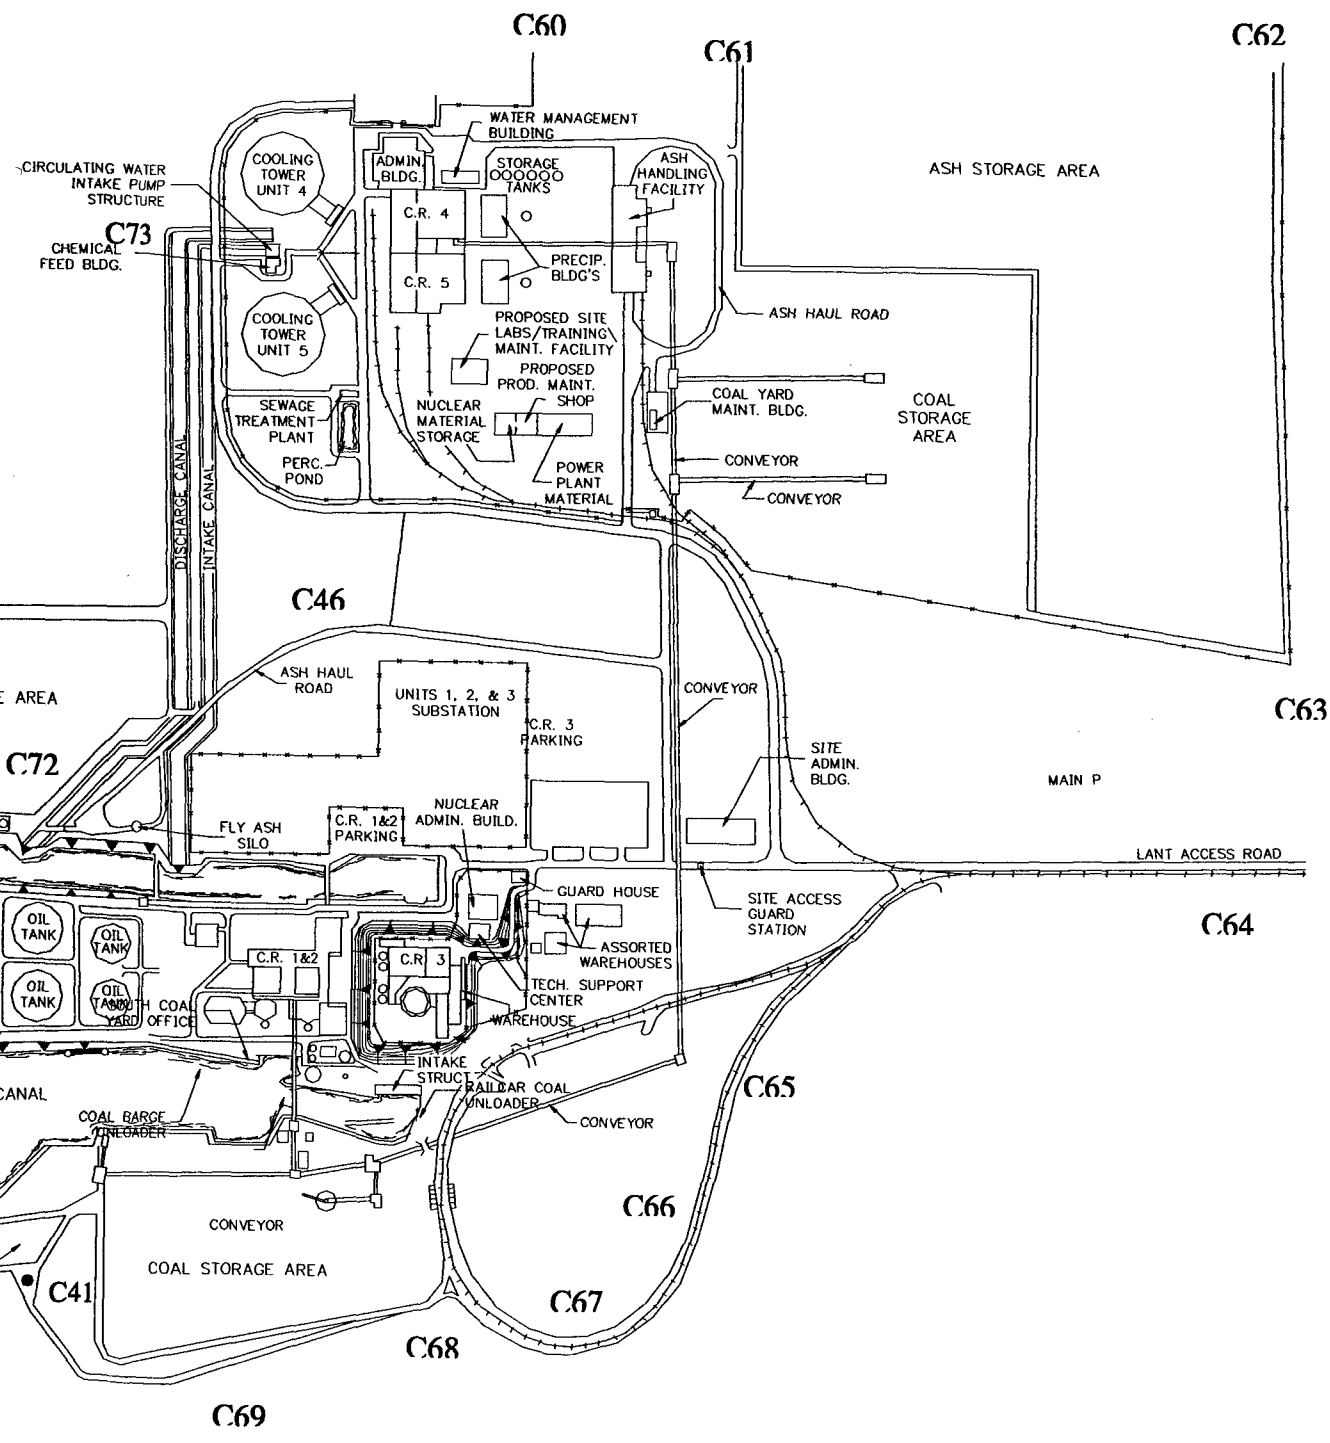 C60
C61
C62
WATER MANAGEMENT
BUILDING
CIRCULATING WATER
INTAKE PUMP
STRUCTURE
COOLING
TOWER
UNIT 4
ADMIN.
BLDG.
STORAGE
TANKS
ASH
HANDLING
FACILITY
ASH STORAGE AREA
C.R. 4
C73
CHEMICAL
FEED BLDG.
PRECIP.
BLDG'S
C.R. 5
COOLING
TOWER
UNIT 5
PROPOSED SITE
LABS/TRAINING\
MAINT. FACILITY
ASH HAUL ROAD
PROPOSED
PROD. MAINT.
SHOP
SEWAGE
TREATMENT
PLANT
NUCLEAR
MATERIAL
STORAGE
COAL YARD
MAINT. BLDG.
COAL
STORAGE
AREA
PERC.
POND
POWER
PLANT
MATERIAL
CONVEYOR
CONVEYOR
DISCHARGE CANAL
INTAKE CANAL
C46
ASH HAUL
ROAD
UNITS 1, 2, & 3
SUBSTATION
CONVEYOR
E AREA
C.R. 3
PARKING
C63
C72
SITE
ADMIN.
BLDG.
MAIN P
NUCLEAR
ADMIN. BUILD.
FLY ASH
SILO
C.R. 1&2
PARKING
LANT ACCESS ROAD
GUARD HOUSE
SITE ACCESS
GUARD
STATION
C64
OIL
TANK
OIL
TANK
C.R. 1&2
C.R. 3
ASSORTED
WAREHOUSES
OIL
TANK
OIL
TANK
SOUTH COAL
YARD OFFICE
TECH. SUPPORT
CENTER
WAREHOUSE
INTAKE
STRUCT
RAILCAR COAL
UNLOADER
C65
CANAL
COAL BARGE
UNLOADER
CONVEYOR
C66
CONVEYOR
COAL STORAGE AREA
C41
C67
C68
C69